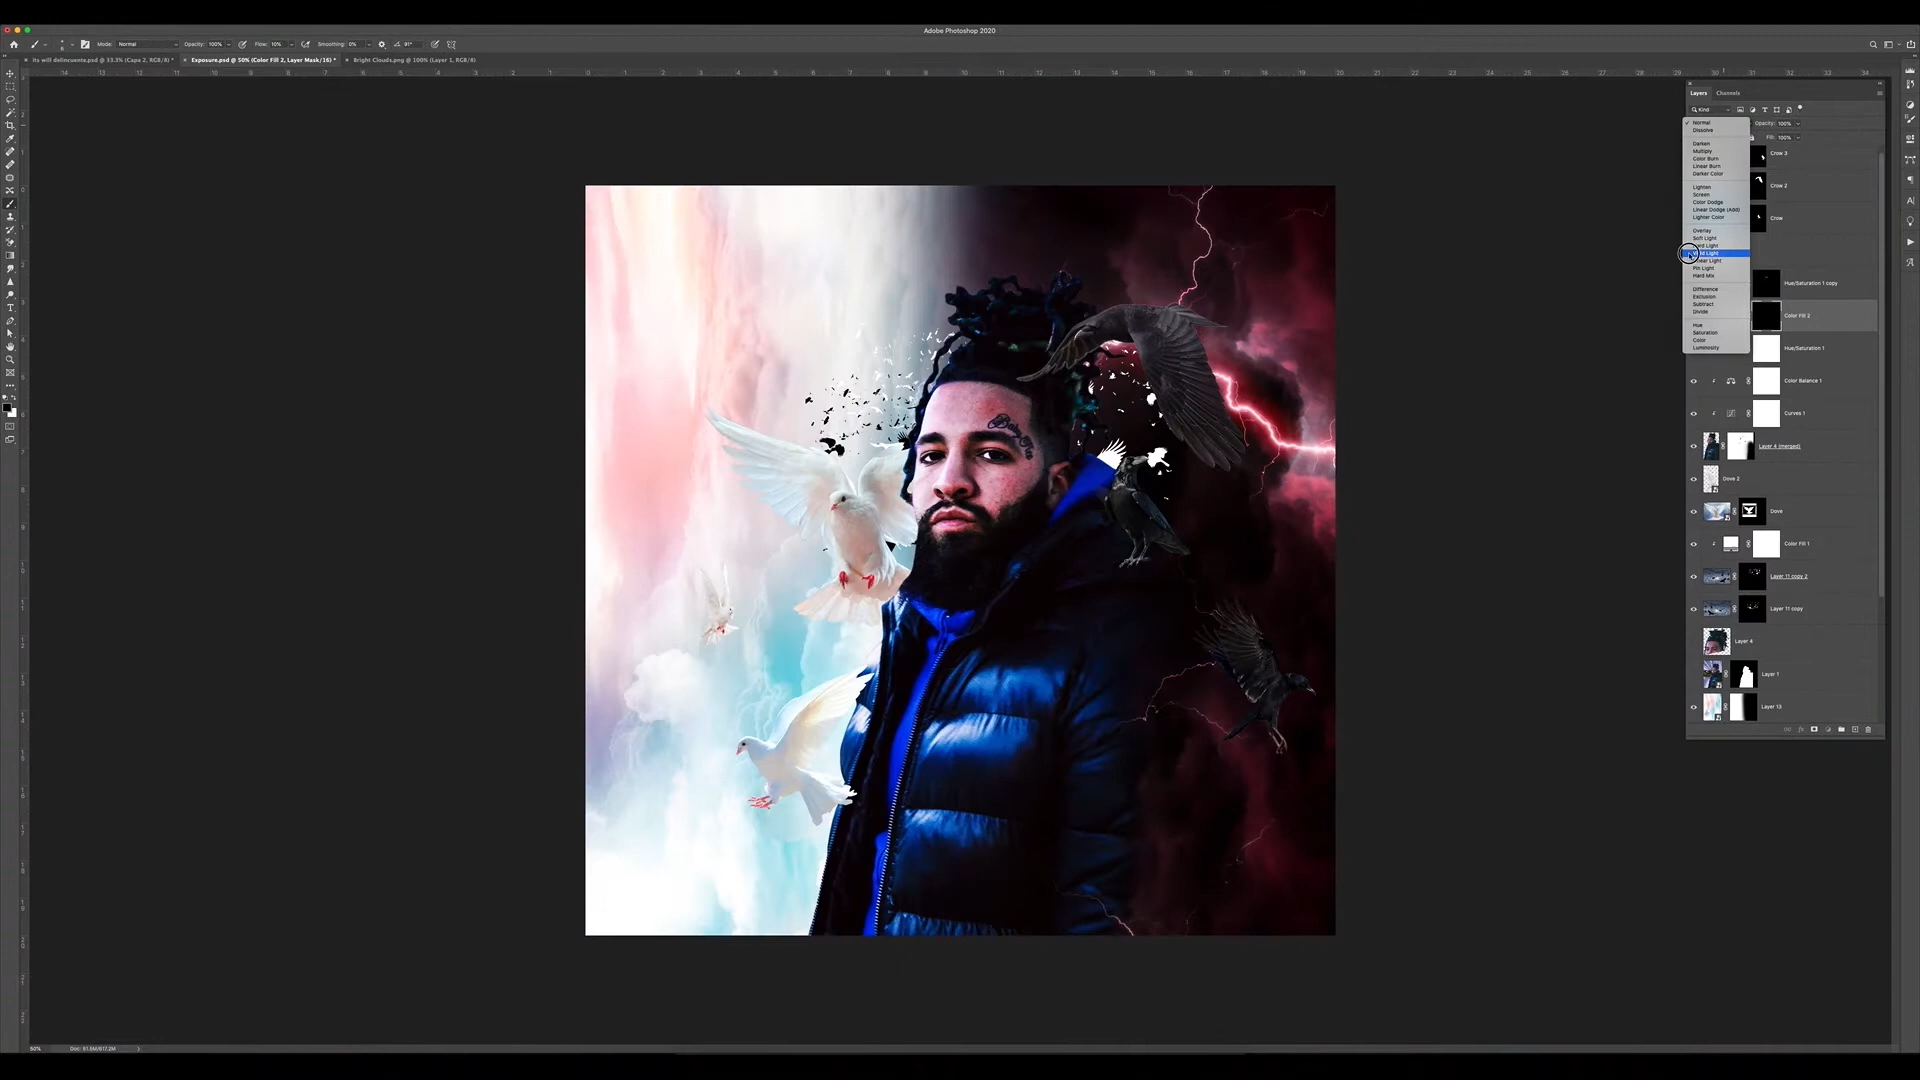 Adobe Photoshop 2020
Mode: Normal Opacity: 100% Flow: 10% Smoothing: 0% 91°
its will delincuente.psd @ 33.3% (Capa 2, RGB/8) *
Exposure.psd @ 50% (Color Fill 2, Layer Mask/16) *
Bright Clouds.png @ 100% (Layer 1, RGB/8)
Layers Channels
Kind
Opacity: 100%
Fill: 100%
Normal
Dissolve
Darken
Multiply
Color Burn
Linear Burn
Darker Color
Lighten
Screen
Color Dodge
Linear Dodge (Add)
Lighter Color
Overlay
Soft Light
Light
Light
Light
Pin Light
Hard Mix
Difference
Exclusion
Subtract
Divide
Hue
Saturation
Color
Luminosity
Crow 3
Crow 2
Crow
Hue/Saturation 1 copy
Color Fill 2
Hue/Saturation 1
Color Balance 1
Curves 1
Layer 4 (merged)
Dove 2
Dove
Color Fill 1
Layer 11 copy 2
Layer 11 copy
Layer 4
Layer 1
Layer 13
50% Doc: 51.5M/617.2M